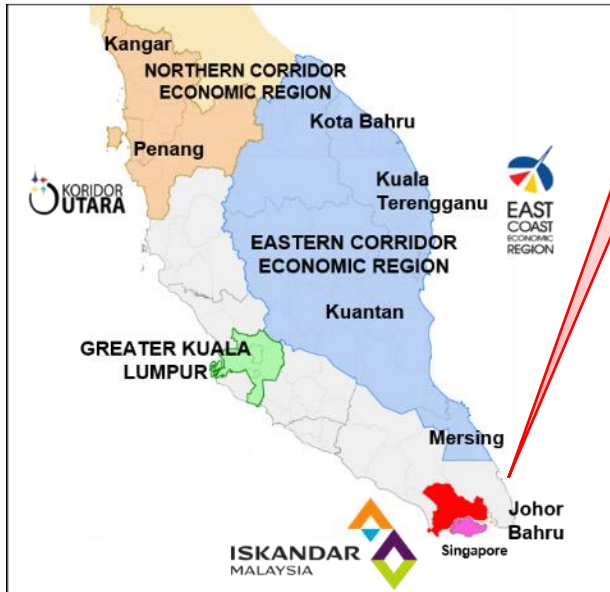 Kangar
NORTHERN CORRIDOR
ECONOMIC REGION
Kota Bahru
Penang
KORIDOR
UTARA
Kuala
Terengganu
EAST
COAST
ECONOMIC
REGION
EASTERN CORRIDOR
ECONOMIC REGION
Kuantan
GREATER KUALA
LUMPUR
Mersing
Johor
Bahru
Singapore
ISKANDAR
MALAYSIA